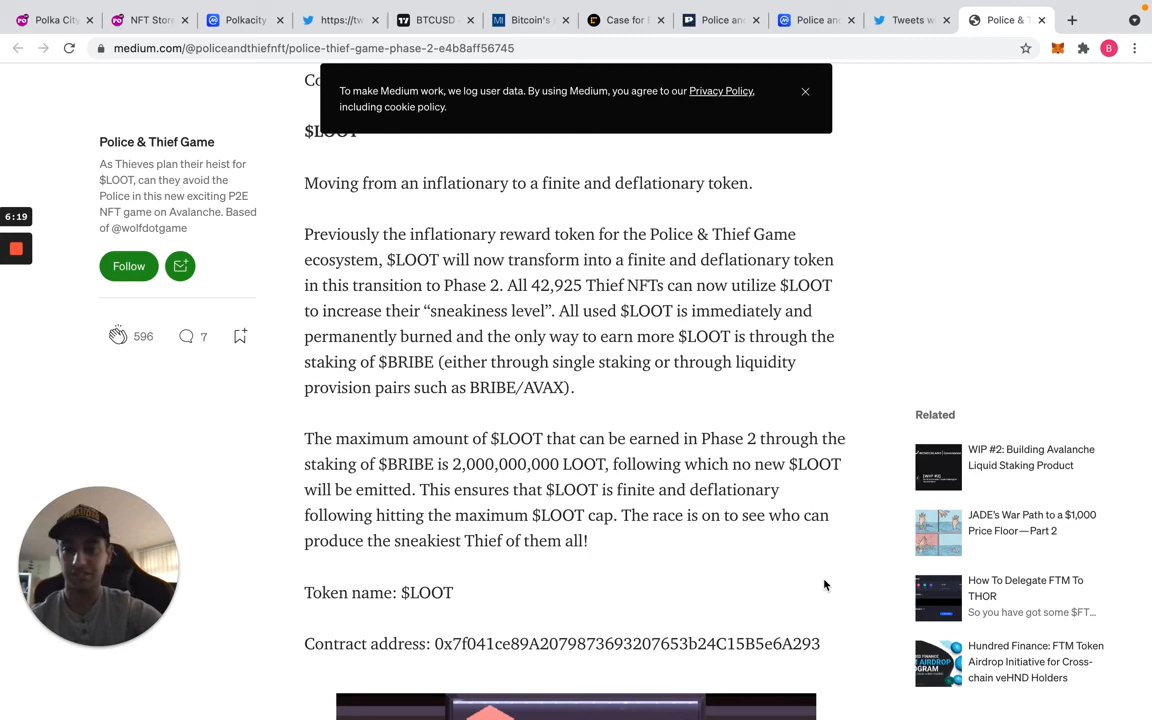 Polka City
NFT Store
Polkacity
https://tw
BTCUSD
Bitcoin's
Case for
Police an
Police an
Tweets w
Police & T
medium.com/@policeandthiefnft/police-thief-game-phase-2-e4b8aff56745
B
To make Medium work, we log user data. By using Medium, you agree to our Privacy Policy,
including cookie policy.
Co
$LOOT
Police & Thief Game
As Thieves plan their heist for
$LOOT, can they avoid the
Police in this new exciting P2E
NFT game on Avalanche. Based
of @wolfdotgame
Follow
596
7
6:19
Moving from an inflationary to a finite and deflationary token.
Previously the inflationary reward token for the Police & Thief Game
ecosystem, $LOOT will now transform into a finite and deflationary token
in this transition to Phase 2. All 42,925 Thief NFTs can now utilize $LOOT
to increase their “sneakiness level”. All used $LOOT is immediately and
permanently burned and the only way to earn more $LOOT is through the
staking of $BRIBE (either through single staking or through liquidity
provision pairs such as BRIBE/AVAX).
The maximum amount of $LOOT that can be earned in Phase 2 through the
staking of $BRIBE is 2,000,000,000 LOOT, following which no new $LOOT
will be emitted. This ensures that $LOOT is finite and deflationary
following hitting the maximum $LOOT cap. The race is on to see who can
produce the sneakiest Thief of them all!
Token name: $LOOT
Contract address: 0x7f041ce89A2079873693207653b24C15B5e6A293
Related
WIP #2: Building Avalanche
Liquid Staking Product
JADE's War Path to a $1,000
Price Floor — Part 2
How To Delegate FTM To
THOR
So you have got some $FT...
Hundred Finance: FTM Token
Airdrop Initiative for Cross-
chain veHND Holders